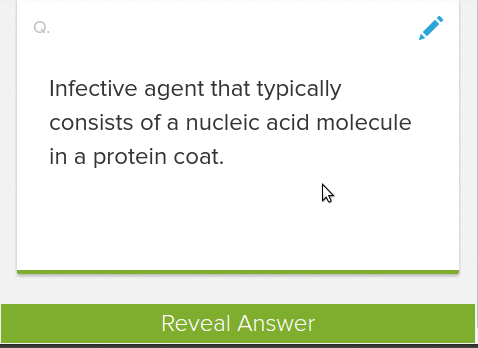 Q.
Infective agent that typically
consists of a nucleic acid molecule
in a protein coat.
Reveal Answer